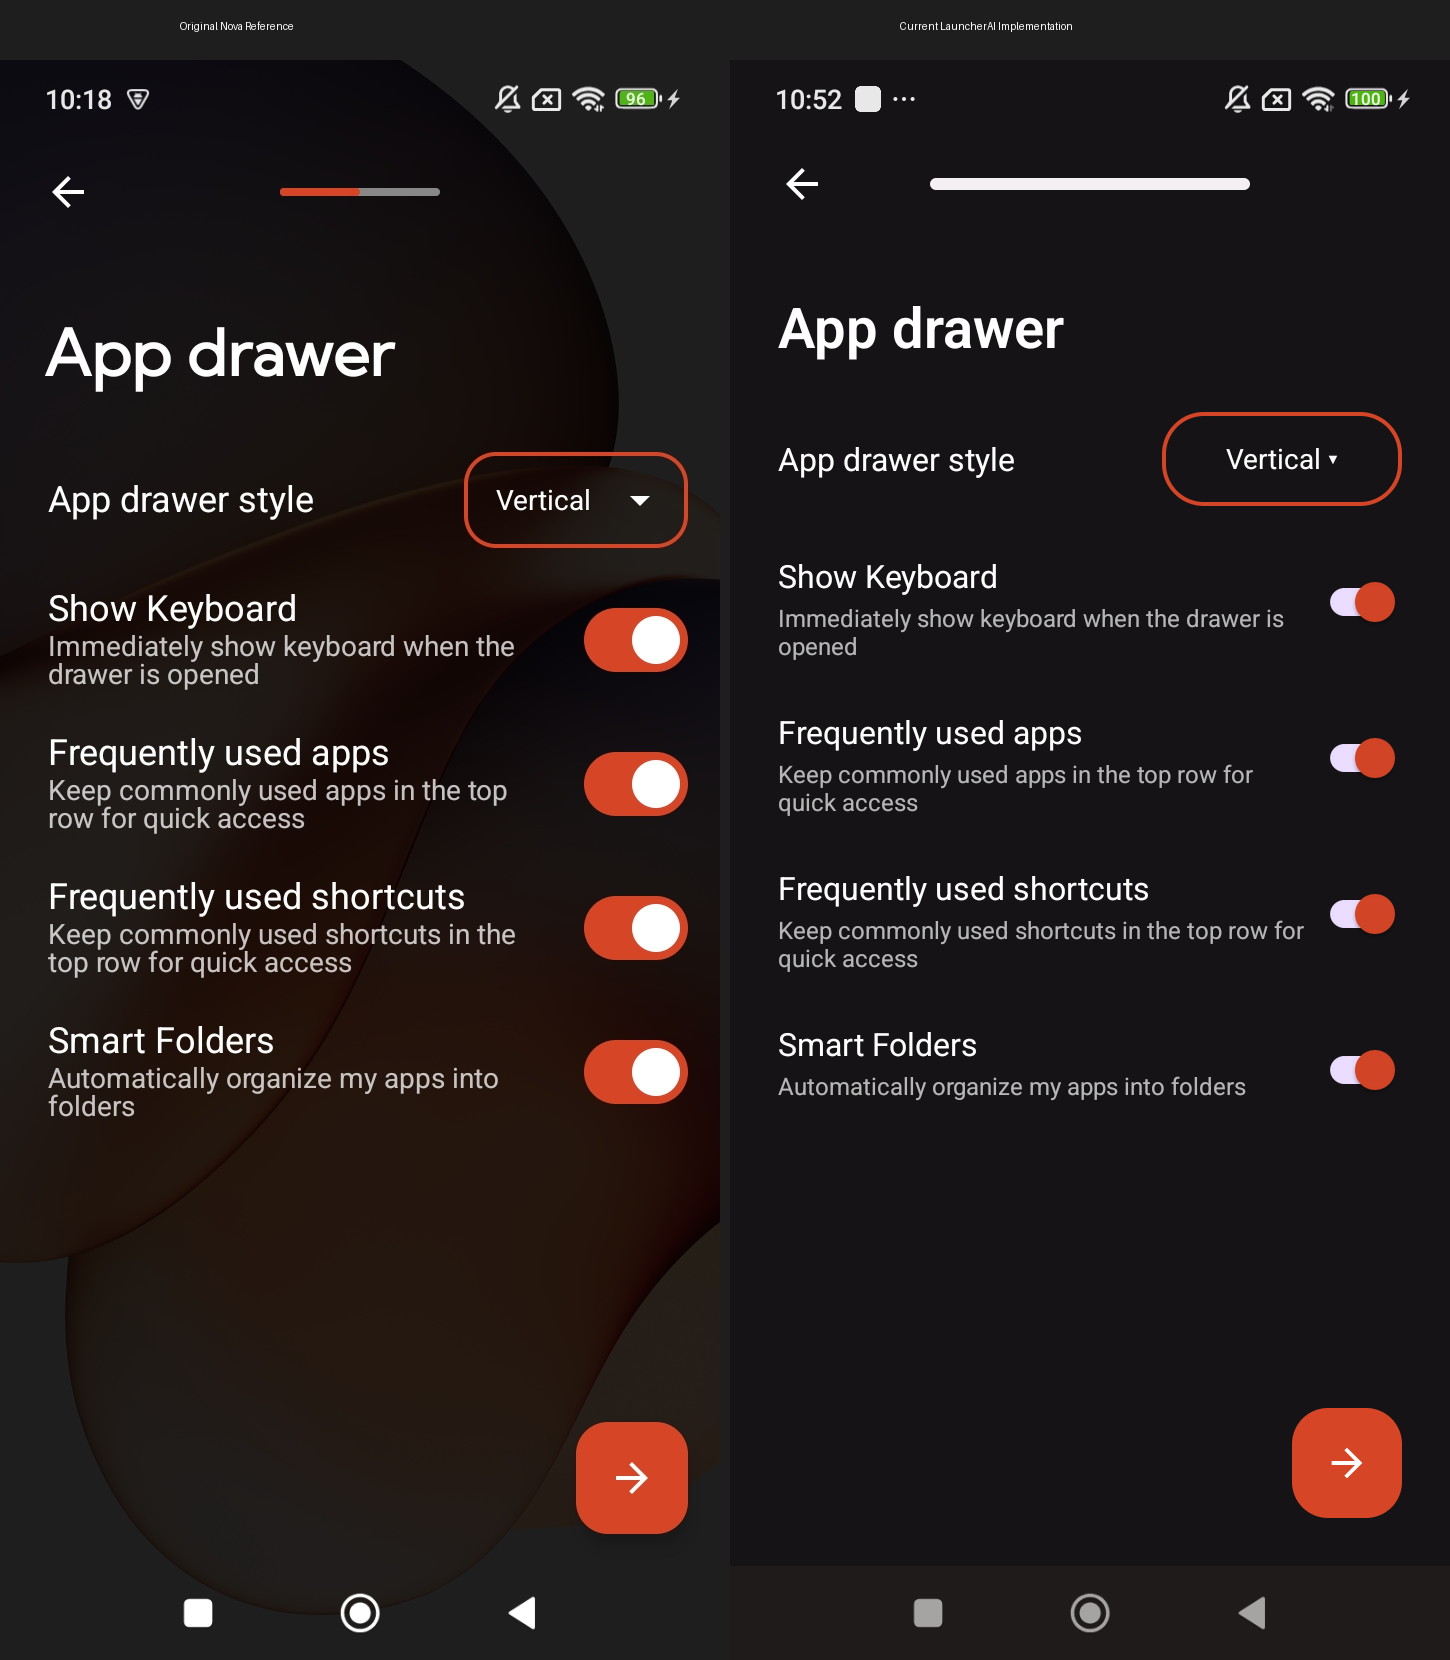 Original Nova Reference
10:18
96
App drawer
App drawer style
Vertical
Show Keyboard
Immediately show keyboard when the
drawer is opened
Frequently used apps
Keep commonly used apps in the top
row for quick access
Frequently used shortcuts
Keep commonly used shortcuts in the
top row for quick access
Smart Folders
Automatically organize my apps into
folders
Current LauncherAI Implementation
10:52 ...
100
App drawer
App drawer style
Vertical
Show Keyboard
Immediately show keyboard when the drawer is
opened
Frequently used apps
Keep commonly used apps in the top row for
quick access
Frequently used shortcuts
Keep commonly used shortcuts in the top row for
quick access
Smart Folders
Automatically organize my apps into folders